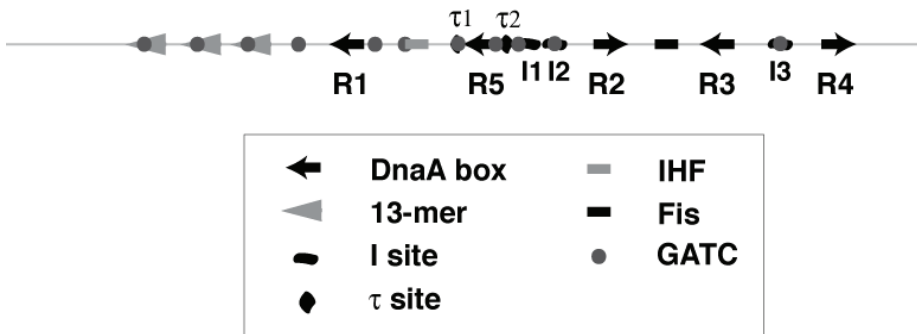 τ1 τ2
I1 I2 I3
R1 R5 R2 R3 R4
DnaA box
IHF
13-mer
Fis
I site
GATC
τ site